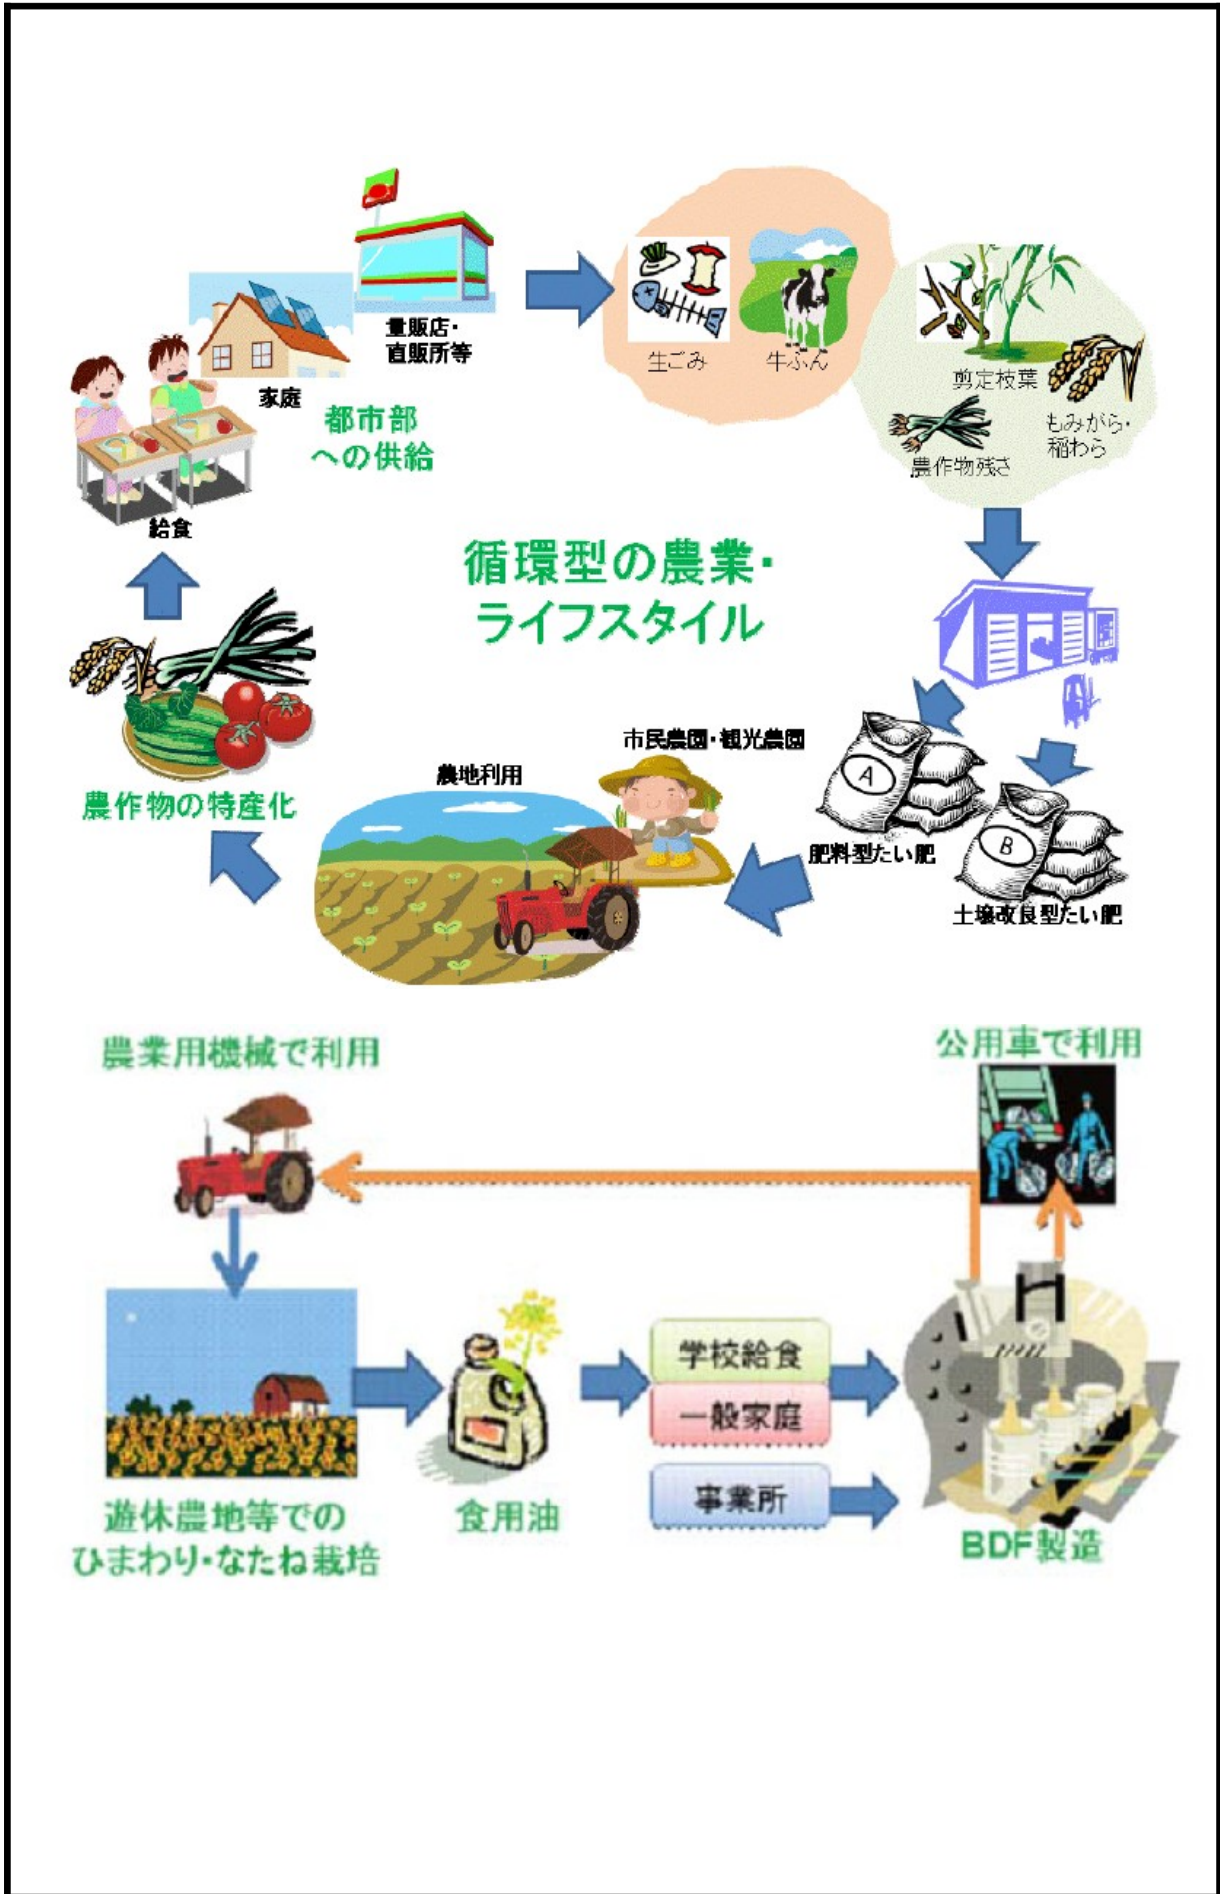 量販店・
直販所等
家庭
都市部
への供給
給食
生ごみ
牛ふん
剪定枝葉
もみがら・
稲わら
農作物残さ
循環型の農業・
ライフスタイル
市民農園・観光農園
農地利用
農作物の特産化
A
肥料型たい肥
B
土壌改良型たい肥
農業用機械で利用
公用車で利用
学校給食
一般家庭
事業所
遊休農地等での
ひまわり・なたね栽培
食用油
BDF製造